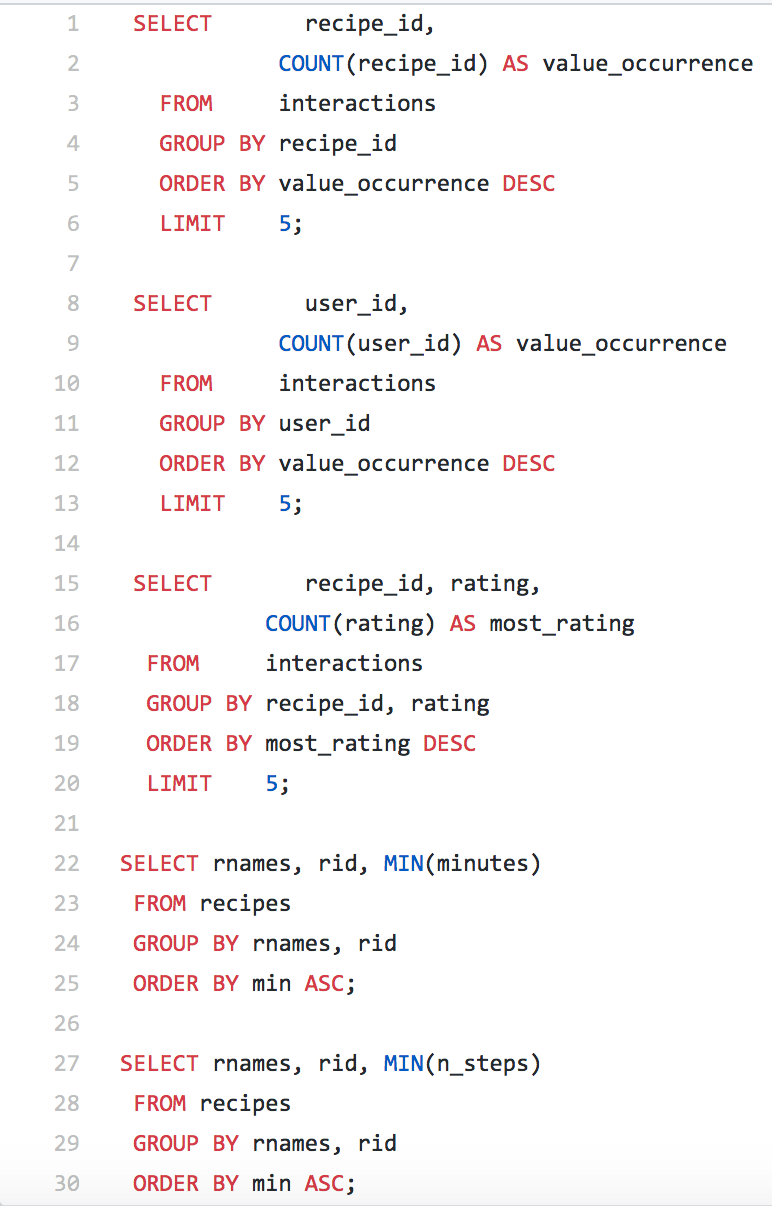 1 SELECT recipe_id,
2 COUNT(recipe_id) AS value_occurrence
3 FROM interactions
4 GROUP BY recipe_id
5 ORDER BY value_occurrence DESC
6 LIMIT 5;
7
8 SELECT user_id,
9 COUNT(user_id) AS value_occurrence
10 FROM interactions
11 GROUP BY user_id
12 ORDER BY value_occurrence DESC
13 LIMIT 5;
14
15 SELECT recipe_id, rating,
16 COUNT(rating) AS most_rating
17 FROM interactions
18 GROUP BY recipe_id, rating
19 ORDER BY most_rating DESC
20 LIMIT 5;
21
22 SELECT rnames, rid, MIN(minutes)
23 FROM recipes
24 GROUP BY rnames, rid
25 ORDER BY min ASC;
26
27 SELECT rnames, rid, MIN(n_steps)
28 FROM recipes
29 GROUP BY rnames, rid
30 ORDER BY min ASC;